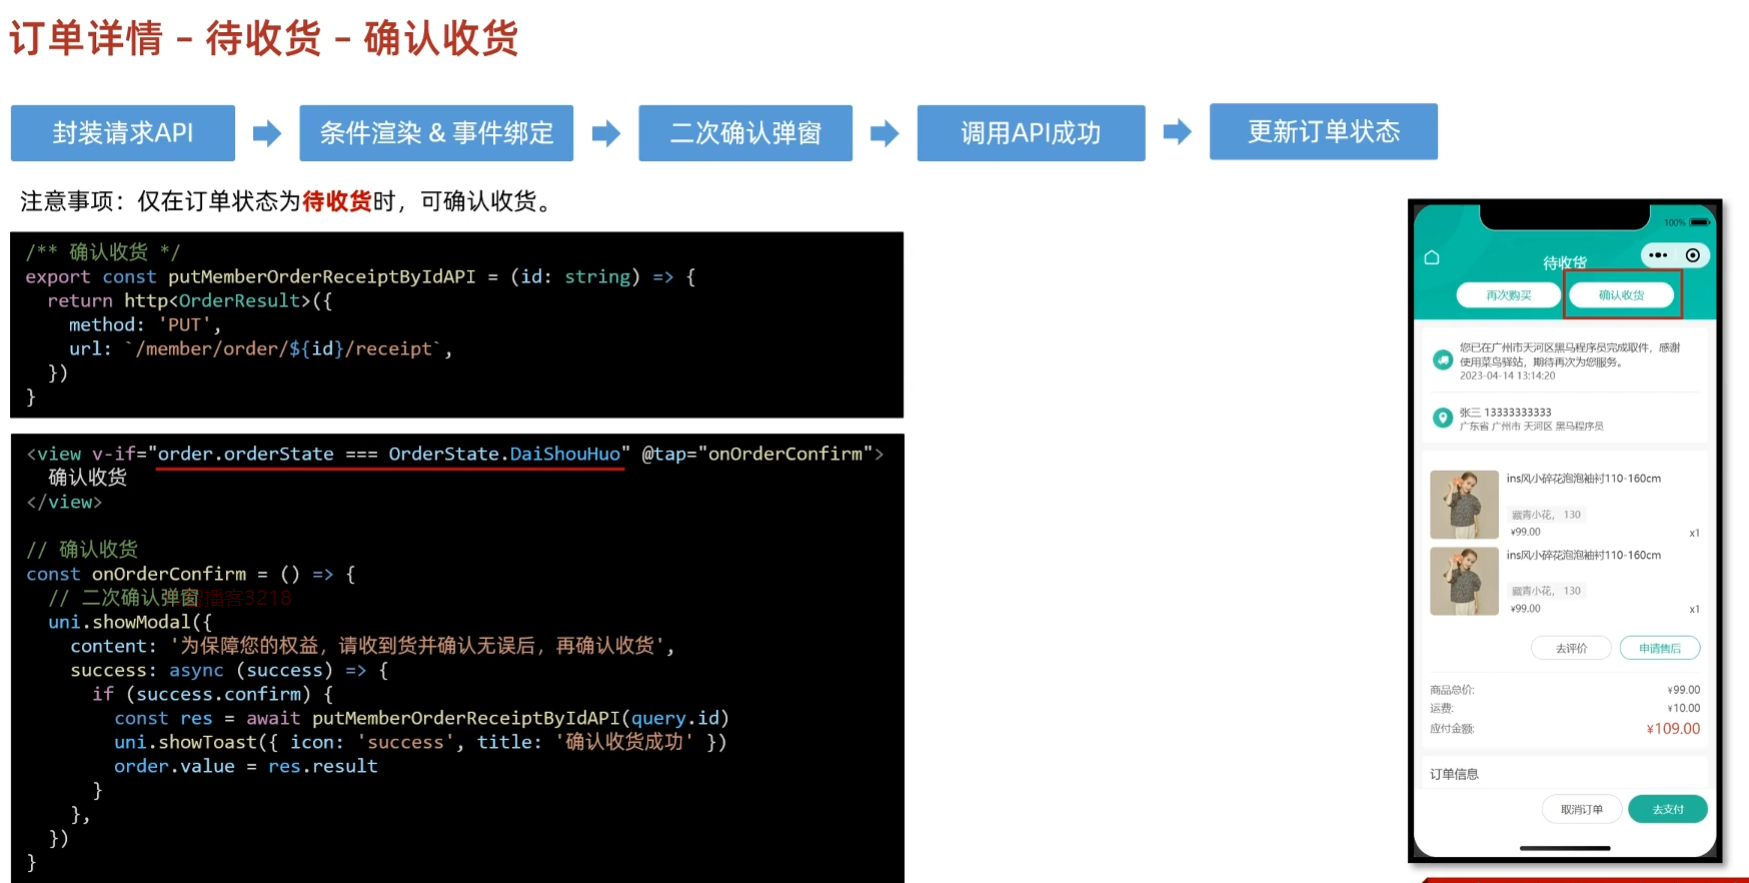 订单详情 – 待收货 – 确认收货
封装请求API
条件渲染 & 事件绑定
二次确认弹窗
调用API成功
更新订单状态
注意事项：仅在订单状态为待收货时，可确认收货。
/** 确认收货 */
export const putMemberOrderReceiptByIdAPI = (id: string) => {
  return http<OrderResult>({
    method: 'PUT',
    url: `/member/order/${id}/receipt`,
  })
}
<view v-if="order.orderState === OrderState.DaiShouHuo" @tap="onOrderConfirm">
  确认收货
</view>
// 确认收货
const onOrderConfirm = () => {
  // 二次确认弹窗
播客3218
  uni.showModal({
    content: '为保障您的权益，请收到货并确认无误后，再确认收货',
    success: async (success) => {
      if (success.confirm) {
        const res = await putMemberOrderReceiptByIdAPI(query.id)
        uni.showToast({ icon: 'success', title: '确认收货成功' })
        order.value = res.result
      }
    },
  })
}
100%
待收货
再次购买
确认收货
您已在广州市天河区黑马程序员完成取件，感谢
使用菜鸟驿站，期待再次为您服务。
2023-04-14 13:14:20
张三 13333333333
广东省 广州市 天河区 黑马程序员
ins风小碎花泡泡袖衬110-160cm
藏青小花， 130
¥99.00
x1
ins风小碎花泡泡袖衬110-160cm
藏青小花， 130
¥99.00
x1
去评价
申请售后
商品总价: ¥99.00
运费: ¥10.00
应付金额: ¥109.00
订单信息
取消订单
去支付